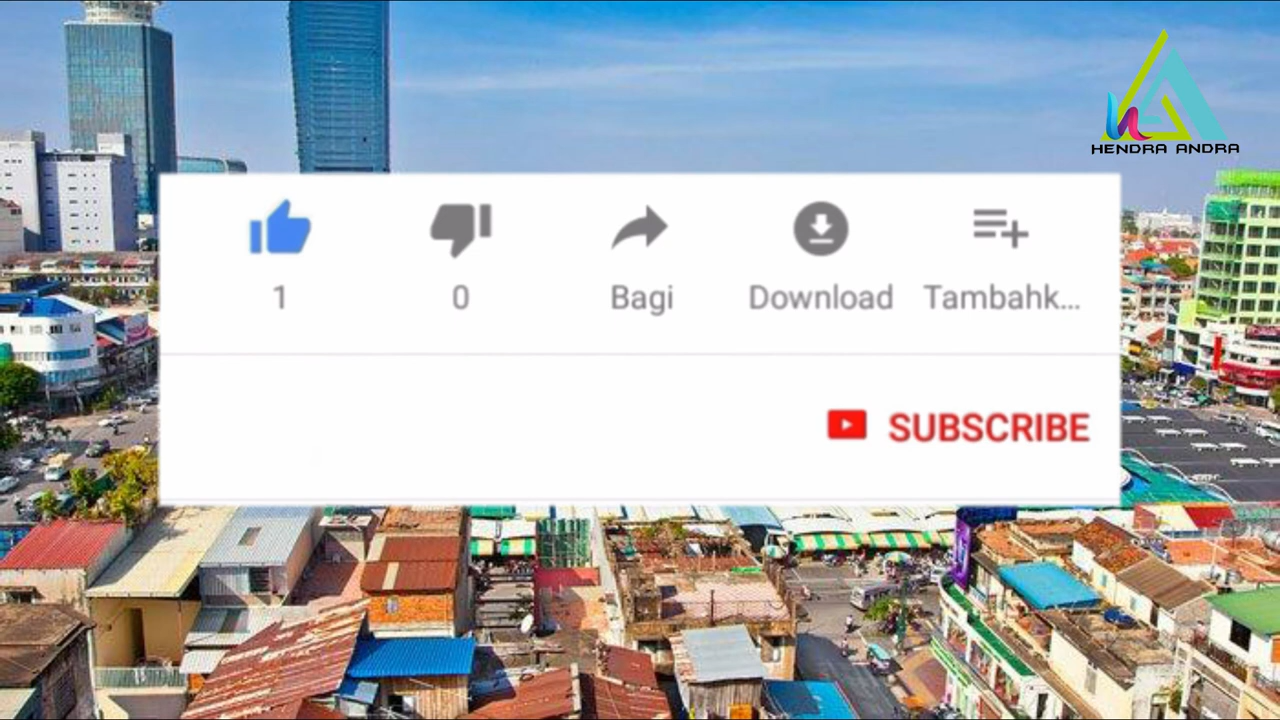 HENDRA ANDRA
1
0
Bagi
Download
Tambahk...
SUBSCRIBE